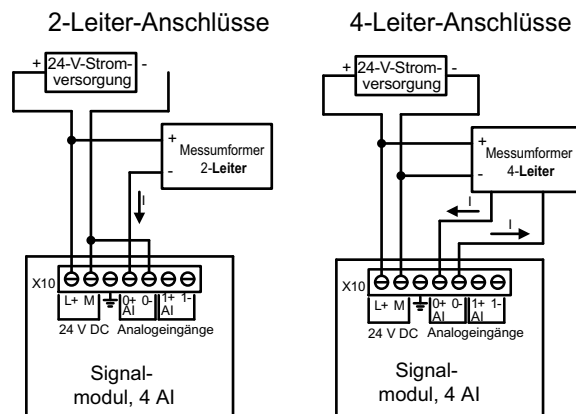 2-Leiter-Anschlüsse
+ 24-V-Strom- -
versorgung
+
Messumformer
2-Leiter
-
I
X10
L+ M 0+ 0- 1+ 1-
AI AI
24 V DC Analogeingänge
Signal-
modul, 4 AI
4-Leiter-Anschlüsse
+ 24-V-Strom- -
versorgung
+
Messumformer
- 4-Leiter
I
I
X10
L+ M 0+ 0- 1+ 1-
AI AI
24 V DC Analogeingänge
Signal-
modul, 4 AI